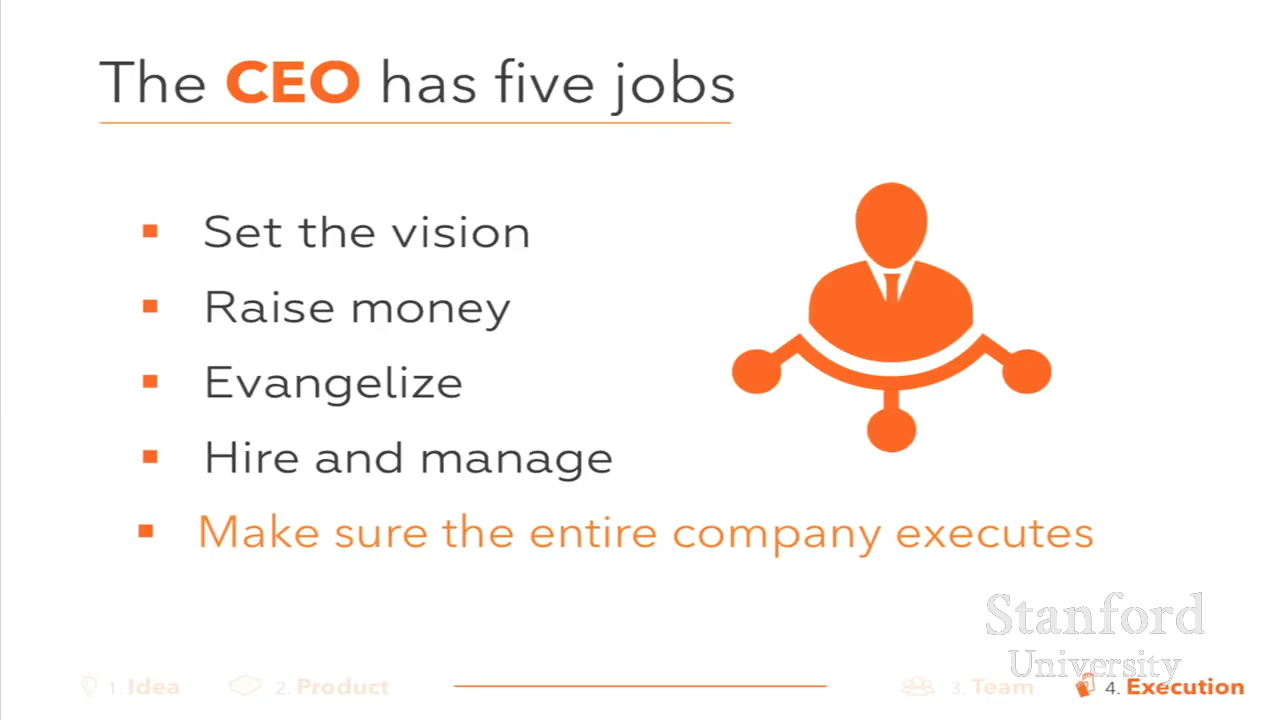 The CEO has five jobs
Set the vision
Raise money
Evangelize
Hire and manage
Make sure the entire company executes
Stanford
University
1. Idea
2. Product
3. Team
4. Execution